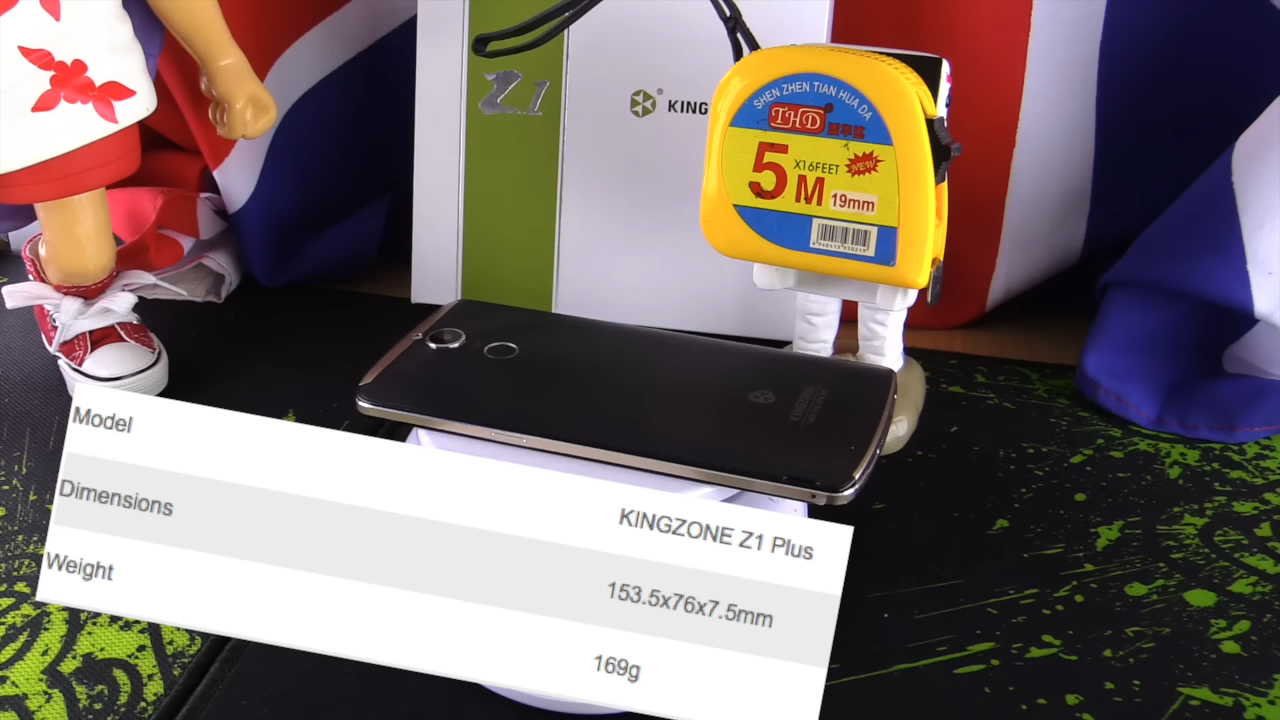 Z1
® KING
SHEN ZHEN TIAN HUA DA
THD
5M
X16FEET
NEW
19mm
Model
KINGZONE Z1 Plus
Dimensions
153.5x76x7.5mm
Weight
169g